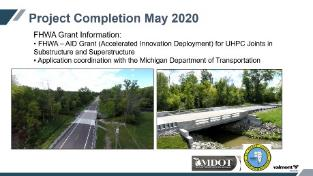 Project Completion May 2020
FHWA Grant Information:
• FHWA – AID Grant (Accelerated Innovation Deployment) for UHPC Joints in
Substructure and Superstructure
• Application coordination with the Michigan Department of Transportation
MDOT
valmont